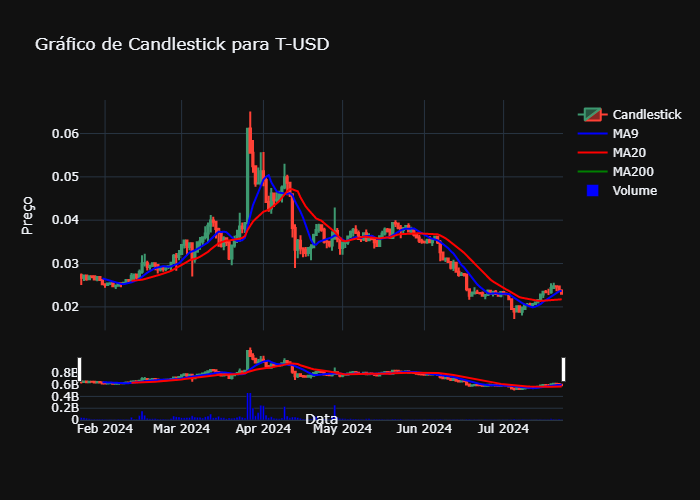 Gráfico de Candlestick para T-USD
Candlestick
MA9
MA20
MA200
Volume
Preço
0.06
0.05
0.04
0.03
0.02
0.8B
0.6B
0.4B
0.2B
0
Feb 2024 Mar 2024 Apr 2024 May 2024 Jun 2024 Jul 2024
Data